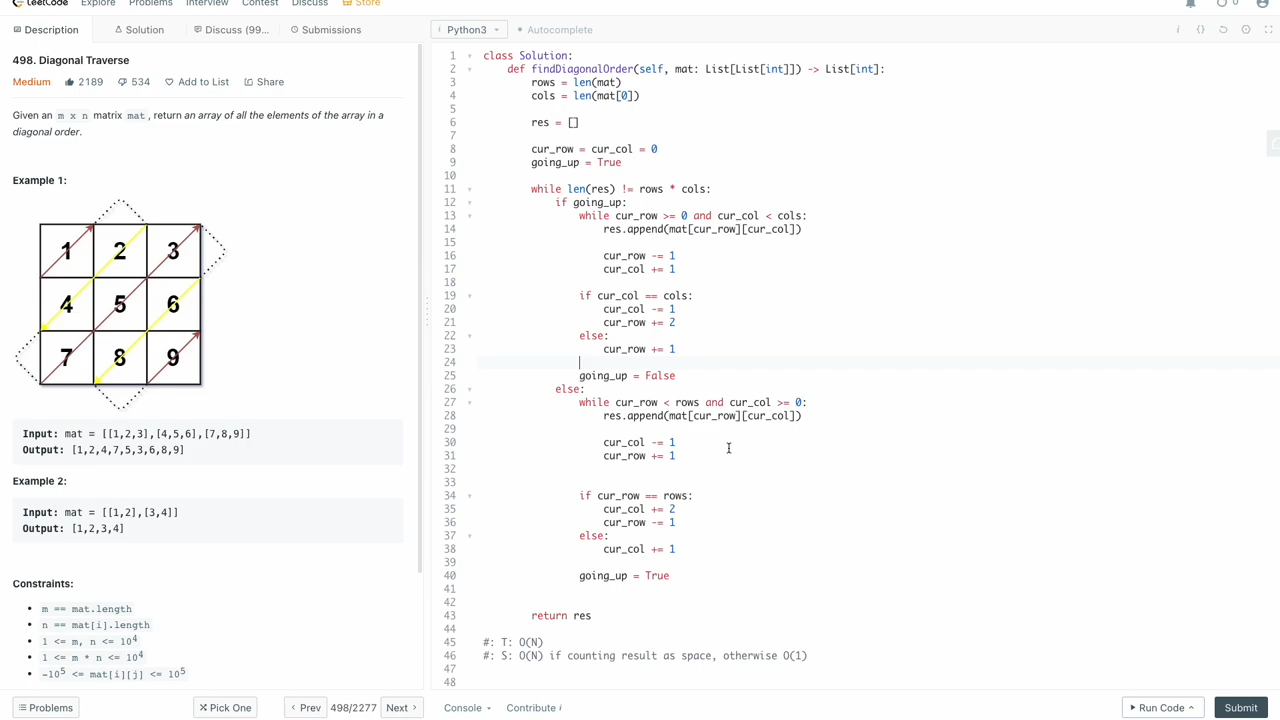 LeetCode Explore Problems Interview Contest Discuss Store 0
Description Solution Discuss (99... Submissions
498. Diagonal Traverse
Medium 2189 534 Add to List Share
Given an m x n matrix mat , return an array of all the elements of the array in a
diagonal order.
Example 1:
1 2 3
4 5 6
7 8 9
Input: mat = [[1,2,3],[4,5,6],[7,8,9]]
Output: [1,2,4,7,5,3,6,8,9]
Example 2:
Input: mat = [[1,2],[3,4]]
Output: [1,2,3,4]
Constraints:
• m == mat.length
• n == mat[i].length
• 1 <= m, n <= 10^4
• 1 <= m * n <= 10^4
• -10^5 <= mat[i][j] <= 10^5
Problems Pick One Prev 498/2277 Next
i Python3 Autocomplete i {}
1 class Solution:
2 def findDiagonalOrder(self, mat: List[List[int]]) -> List[int]:
3 rows = len(mat)
4 cols = len(mat[0])
5
6 res = []
7
8 cur_row = cur_col = 0
9 going_up = True
10
11 while len(res) != rows * cols:
12 if going_up:
13 while cur_row >= 0 and cur_col < cols:
14 res.append(mat[cur_row][cur_col])
15
16 cur_row -= 1
17 cur_col += 1
18
19 if cur_col == cols:
20 cur_col -= 1
21 cur_row += 2
22 else:
23 cur_row += 1
24
25 going_up = False
26 else:
27 while cur_row < rows and cur_col >= 0:
28 res.append(mat[cur_row][cur_col])
29
30 cur_col -= 1
31 cur_row += 1
32
33
34 if cur_row == rows:
35 cur_col += 2
36 cur_row -= 1
37 else:
38 cur_col += 1
39
40 going_up = True
41
42
43 return res
44
45 #: T: O(N)
46 #: S: O(N) if counting result as space, otherwise O(1)
47
48
Console Contribute i Run Code Submit